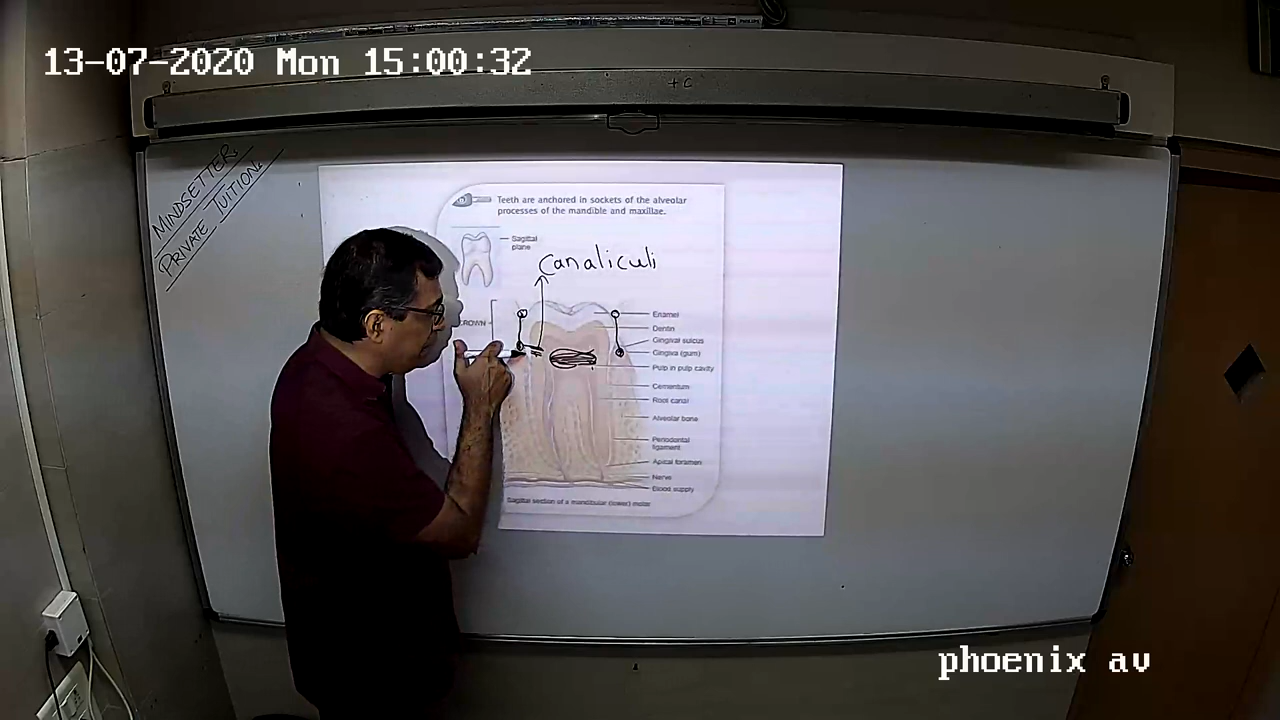 13-07-2020 Mon 15:00:32
+C
MINDSETTER
PRIVATE TUITION
Teeth are anchored in sockets of the alveolar
processes of the mandible and maxillae.
Sagittal
plane
Canaliculi
CROWN
Enamel
Dentin
Gingival sulcus
Gingiva (gum)
Pulp in pulp cavity
Cementum
Root canal
Alveolar bone
Periodontal
ligament
Apical foramen
Nerve
Blood supply
Sagittal section of a mandibular (lower) molar
phoenix av